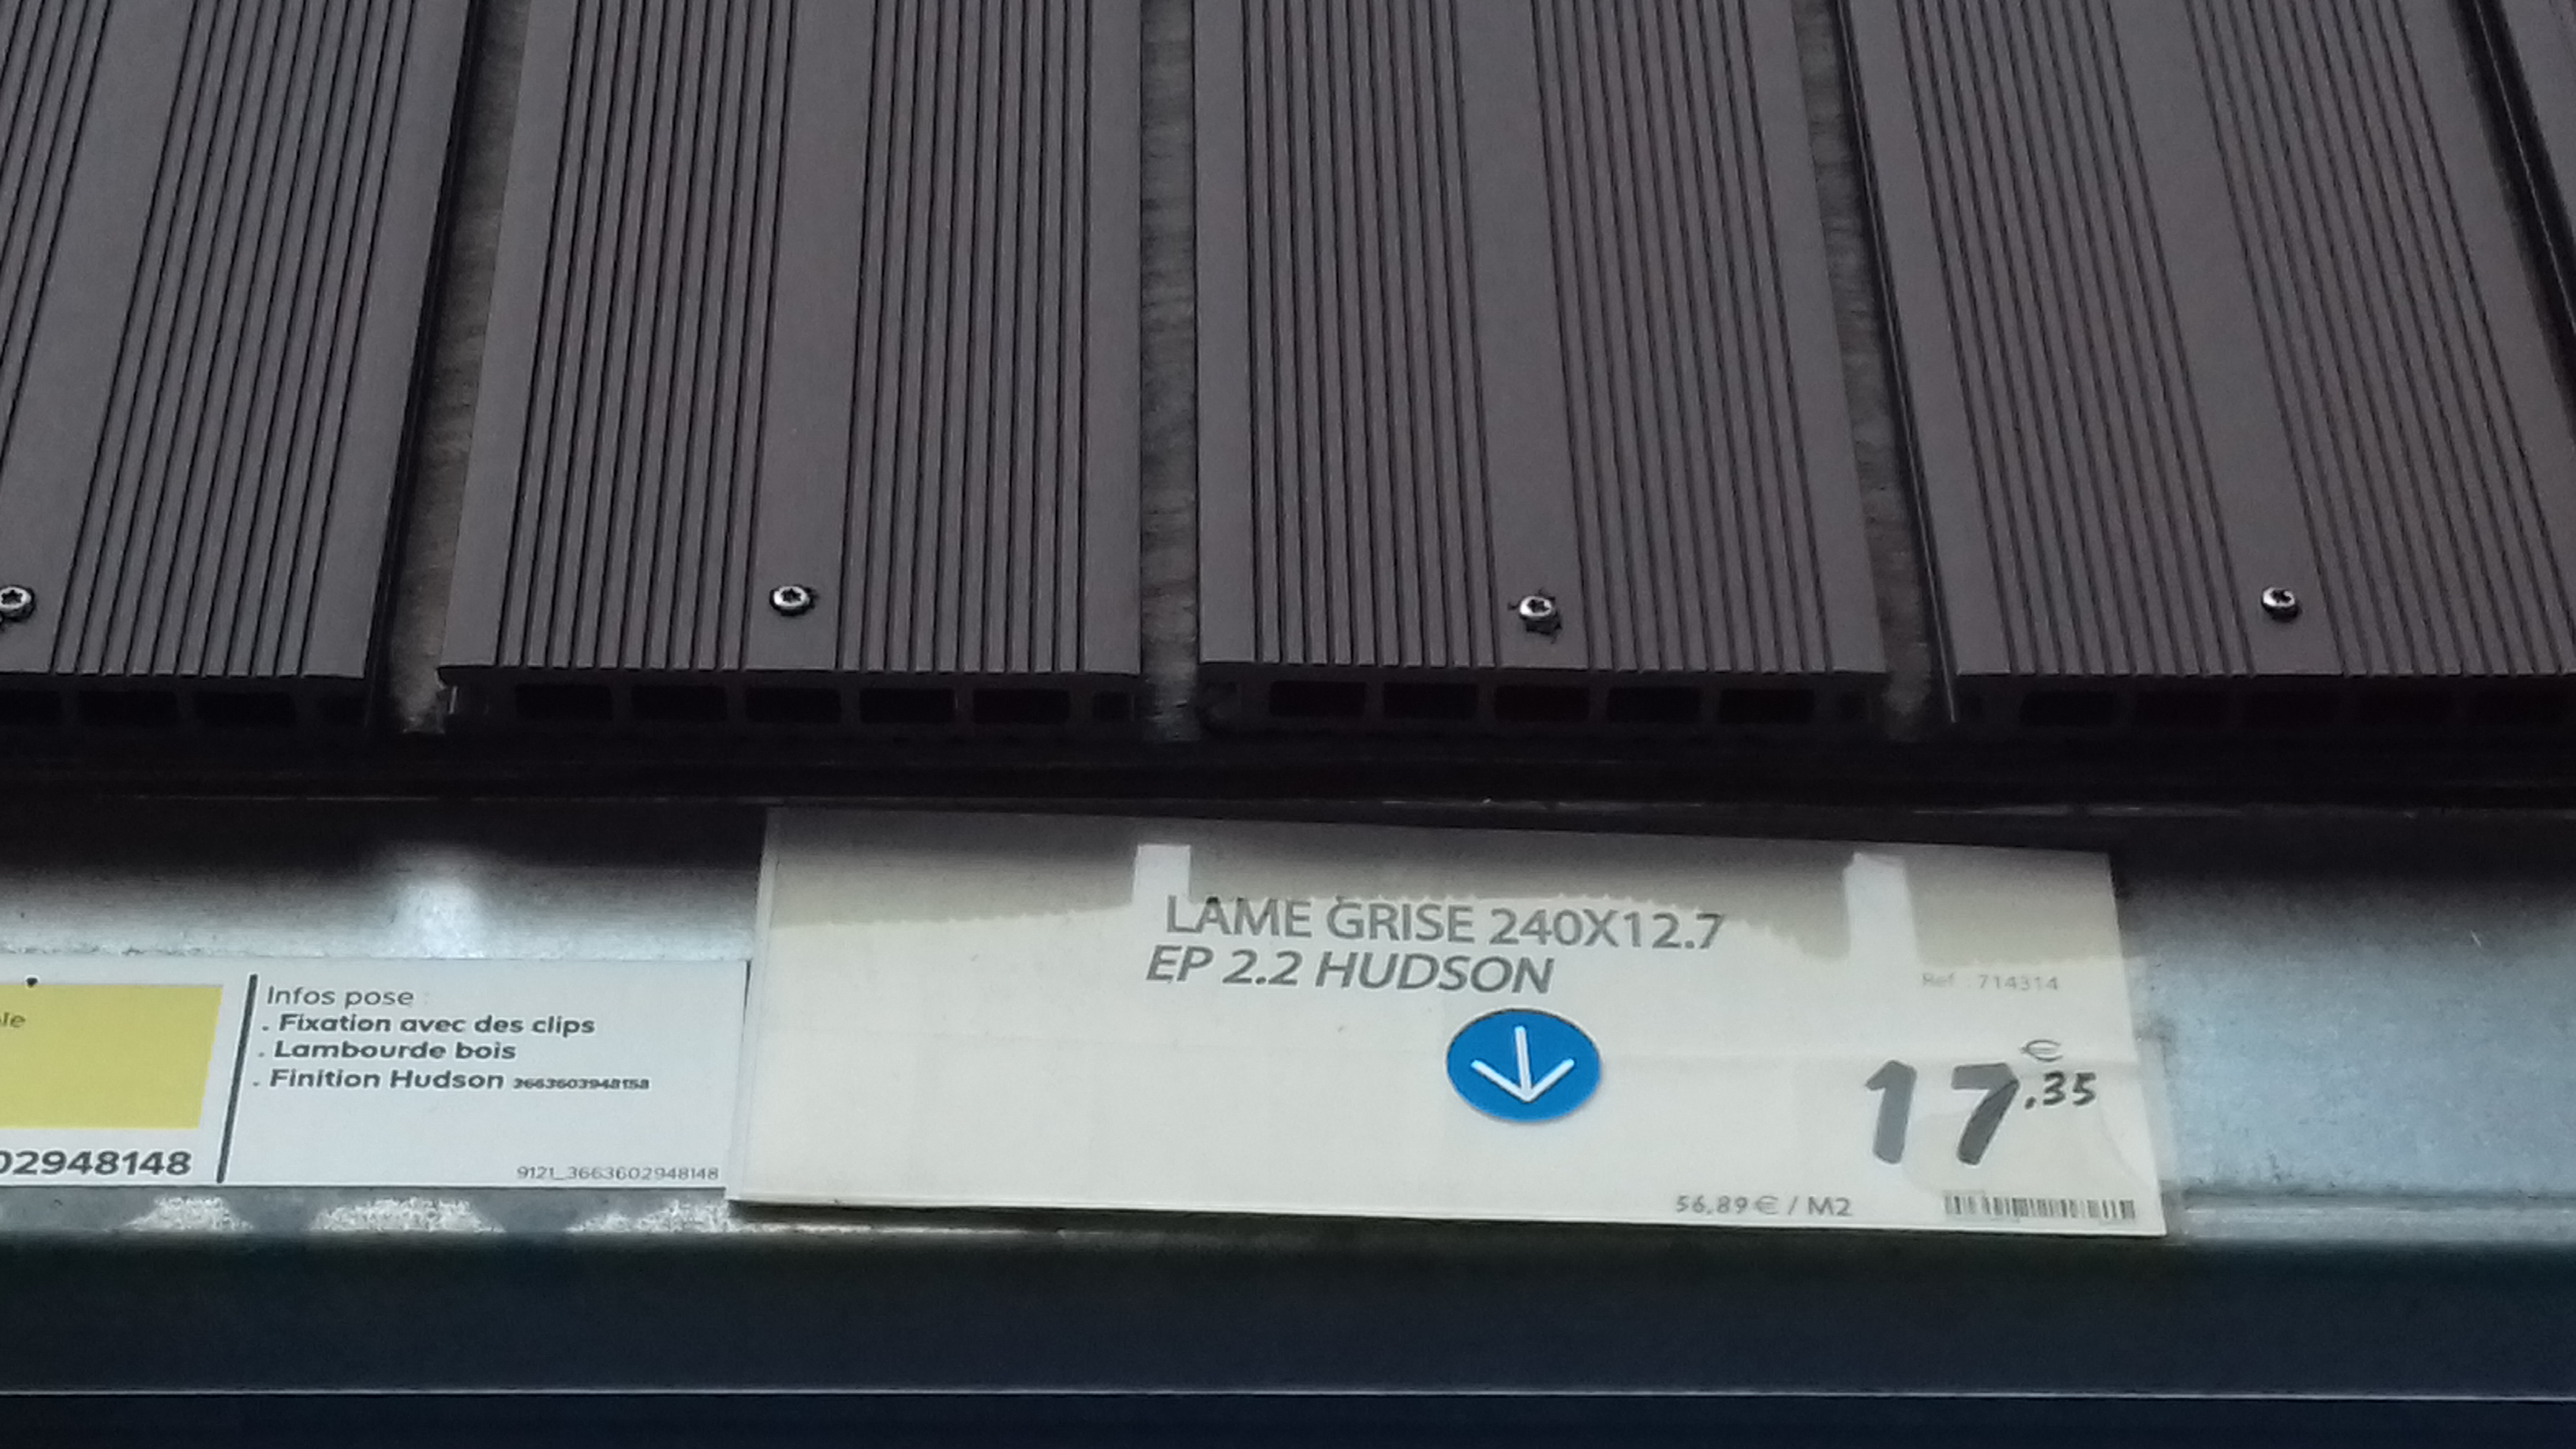 LAME GRISE 240X12.7
EP 2.2 HUDSON
Ref : 714314
17€.35
56,89€ / M2
Infos pose :
. Fixation avec des clips
. Lambourde bois
. Finition Hudson 3663603948158
02948148
9121_3663602948148